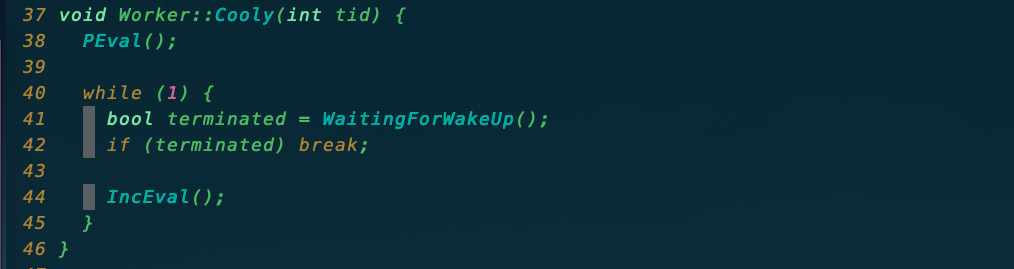 37 void Worker::Cooly(int tid) {
38   PEval();
39
40   while (1) {
41     bool terminated = WaitingForWakeUp();
42     if (terminated) break;
43
44     IncEval();
45   }
46 }